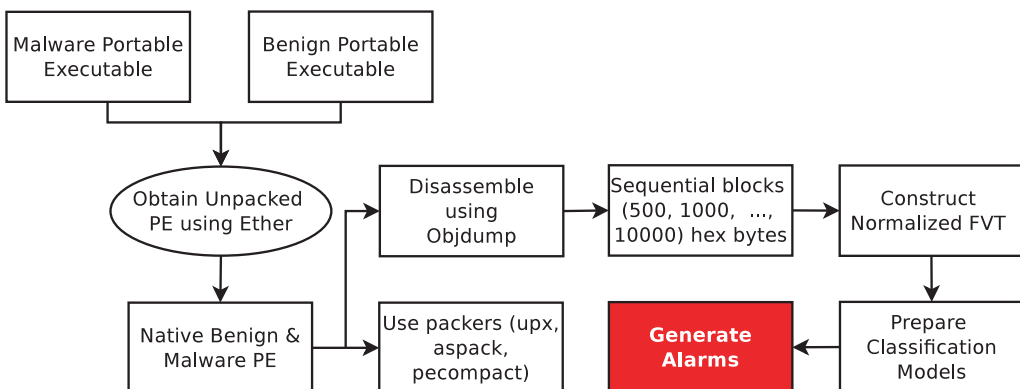 Malware Portable
Executable
Benign Portable
Executable
Obtain Unpacked
PE using Ether
Disassemble
using
Objdump
Sequential blocks
(500, 1000, ...,
10000) hex bytes
Construct
Normalized FVT
Native Benign &
Malware PE
Use packers (upx,
aspack,
pecompact)
Generate
Alarms
Prepare
Classification
Models